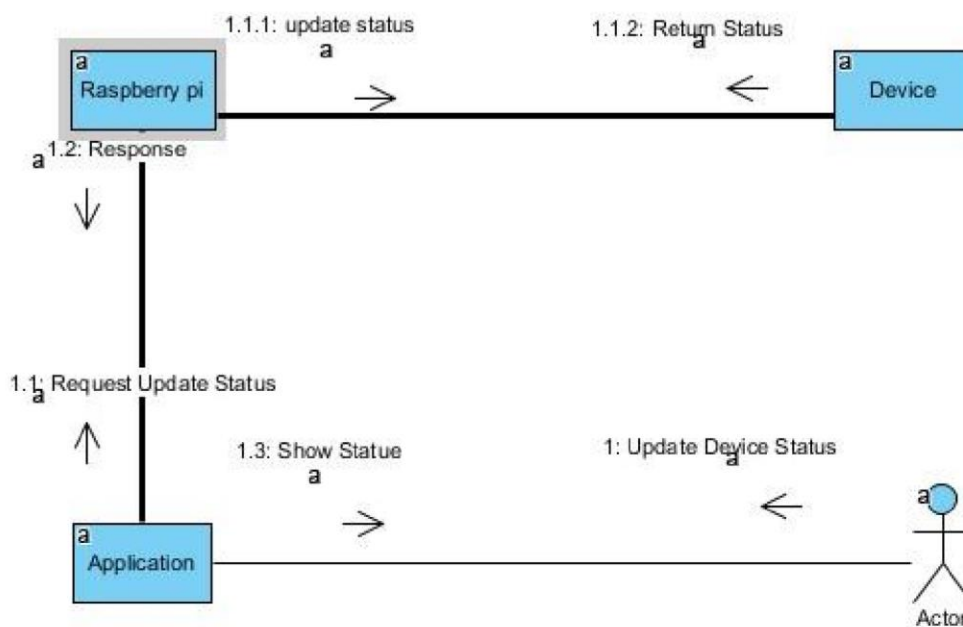 1.1.1: update status
a
1.1.2: Return Status
a
a
Raspberry pi
a
Device
1.2: Response
a
1.1: Request Update Status
a
1.3: Show Statue
a
1: Update Device Status
a
a
Application
a
Actor